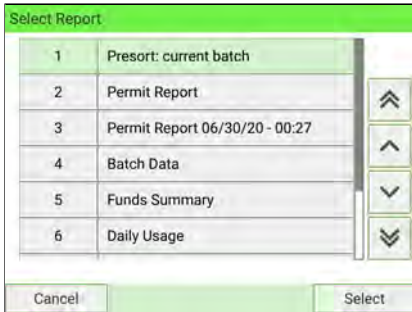 Select Report
1 Presort: current batch
2 Permit Report
3 Permit Report 06/30/20 - 00:27
4 Batch Data
5 Funds Summary
6 Daily Usage
Cancel Select